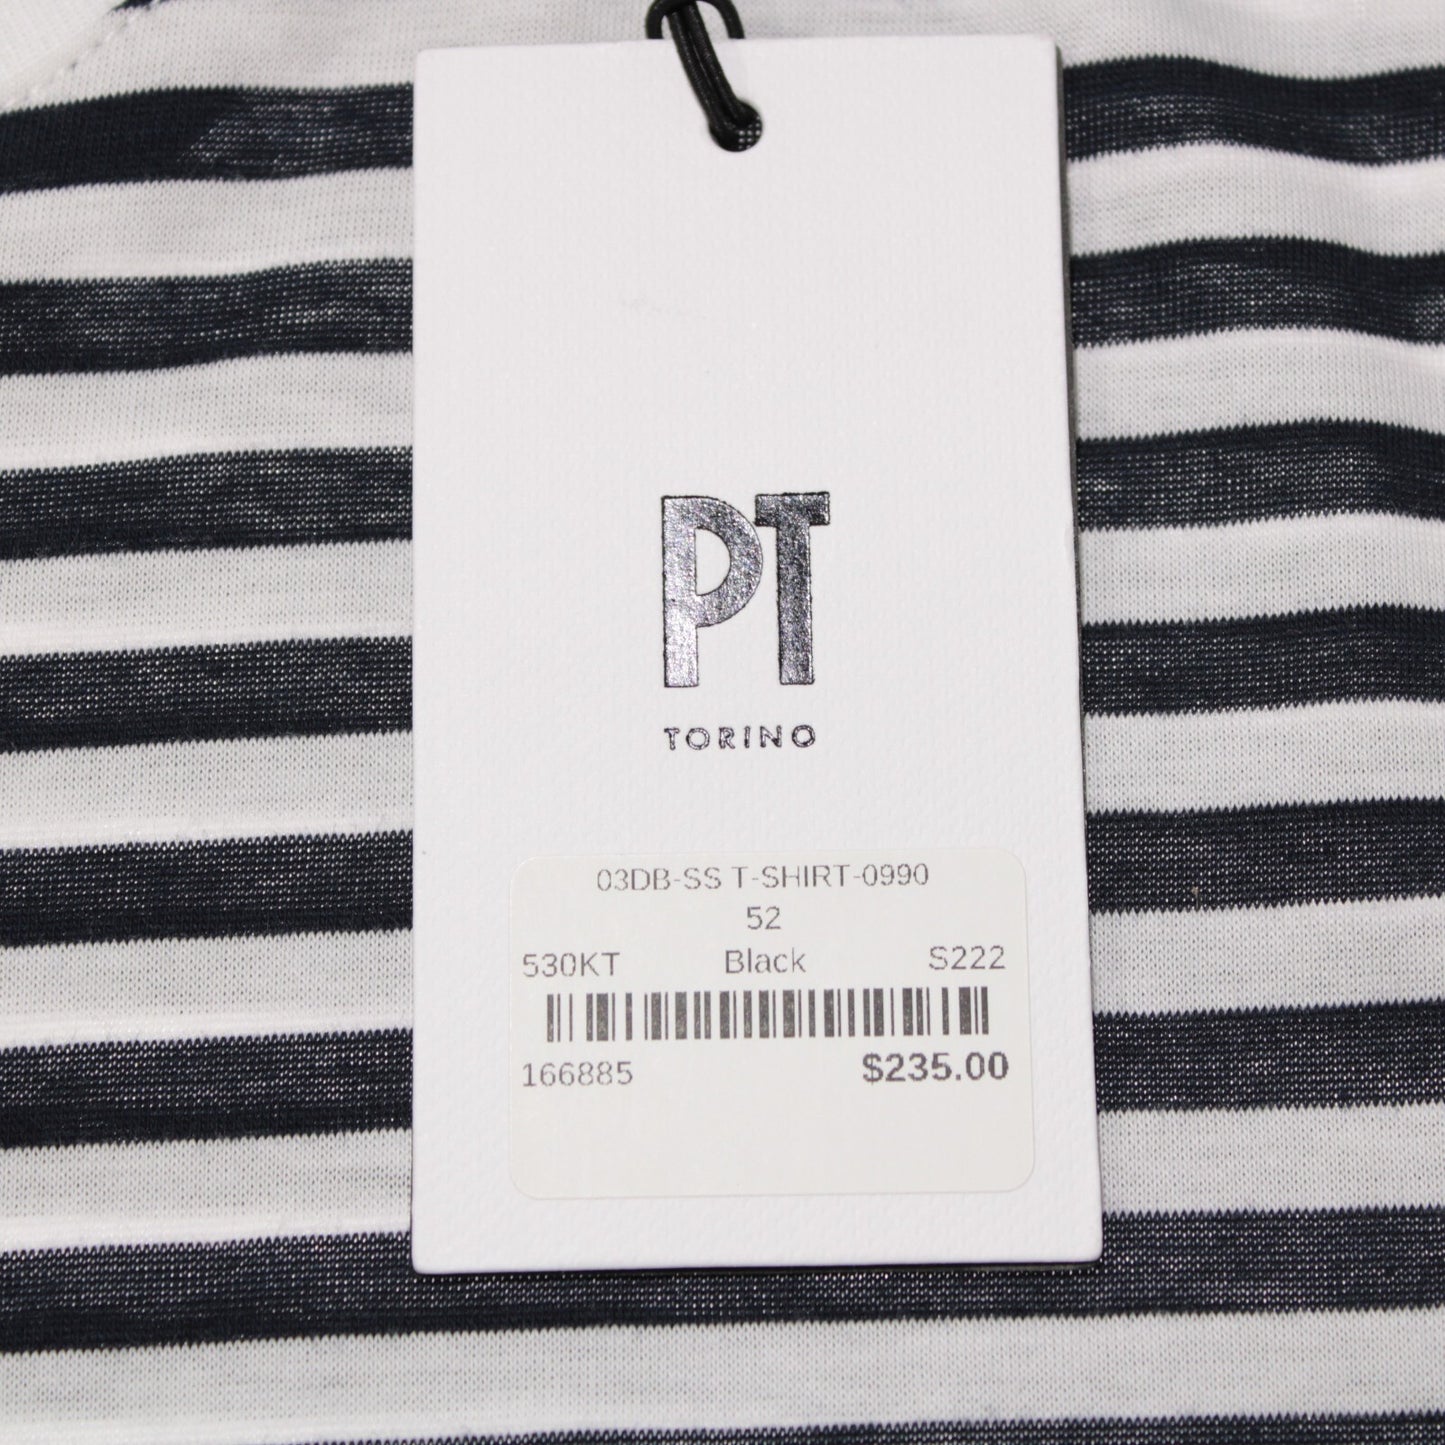 PT
TORINO
03DB-SS T-SHIRT-0990
52
530KT Black S222
166885 $235.00